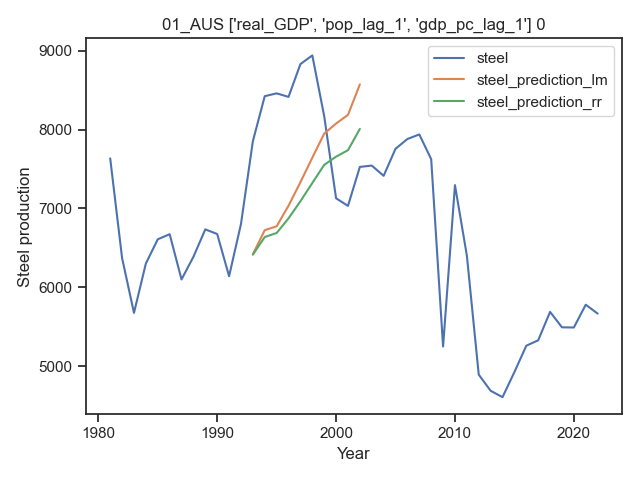 01_AUS ['real_GDP', 'pop_lag_1', 'gdp_pc_lag_1'] 0
steel
steel_prediction_lm
steel_prediction_rr
Steel production
9000
8000
7000
6000
5000
1980
1990
2000
2010
2020
Year